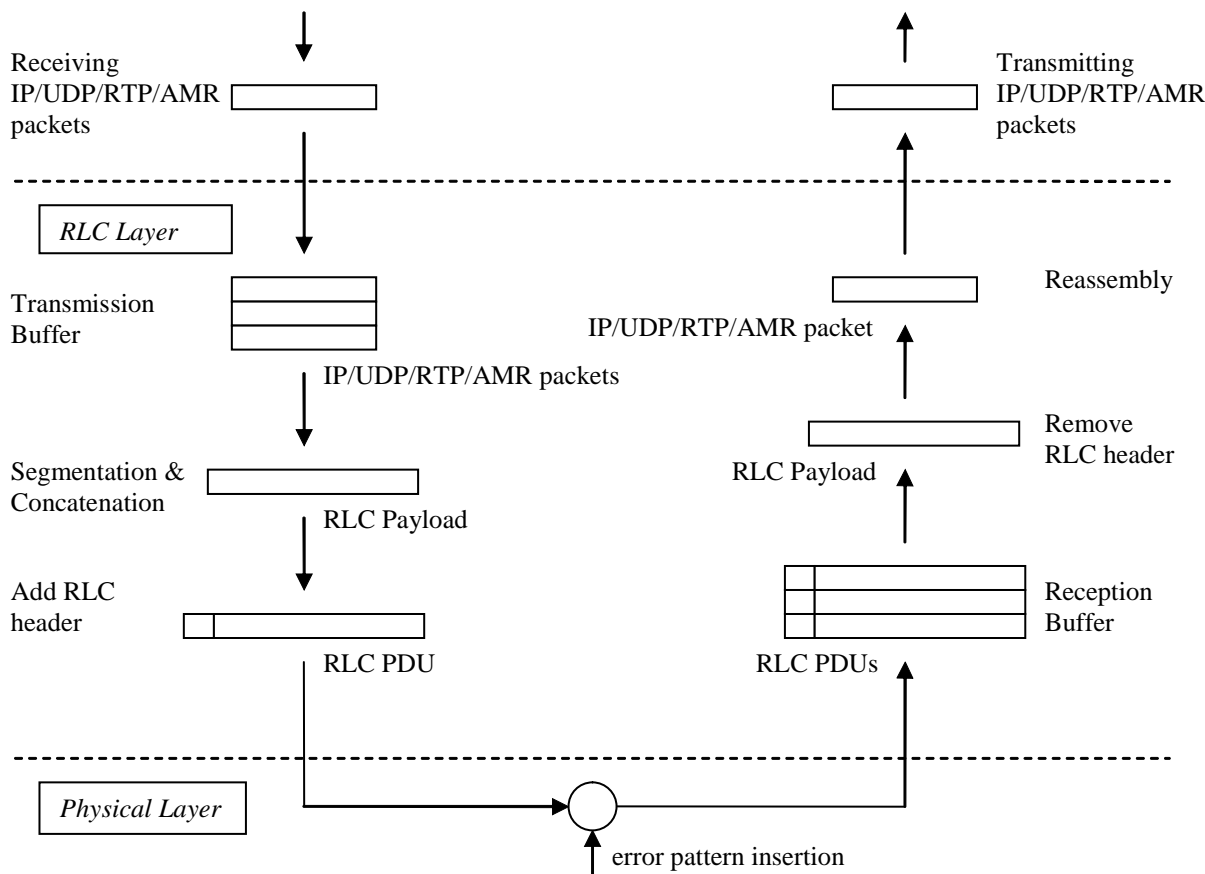 Receiving
IP/UDP/RTP/AMR
packets
Transmitting
IP/UDP/RTP/AMR
packets
RLC Layer
Transmission
Buffer
IP/UDP/RTP/AMR packets
Reassembly
IP/UDP/RTP/AMR packet
Segmentation &
Concatenation
RLC Payload
Remove
RLC header
RLC Payload
Add RLC
header
RLC PDU
Reception
Buffer
RLC PDUs
Physical Layer
error pattern insertion